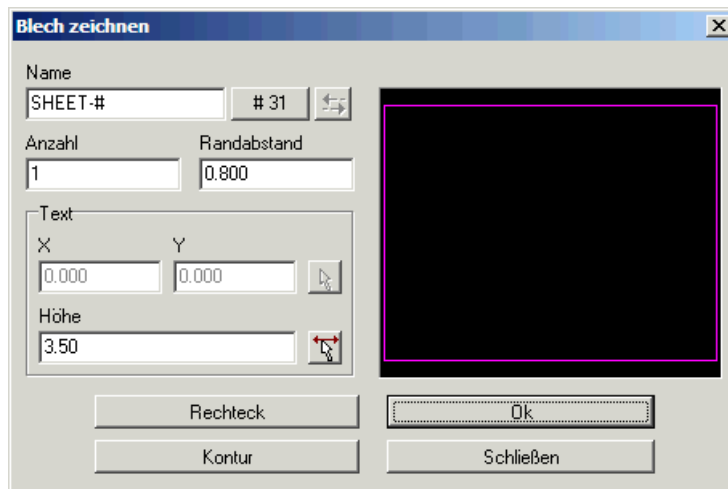 Blech zeichnen
Name
SHEET-#
# 31
Anzahl
Randabstand
1
0.800
Text
X
Y
0.000
0.000
Höhe
3.50
Rechteck
Ok
Kontur
Schließen